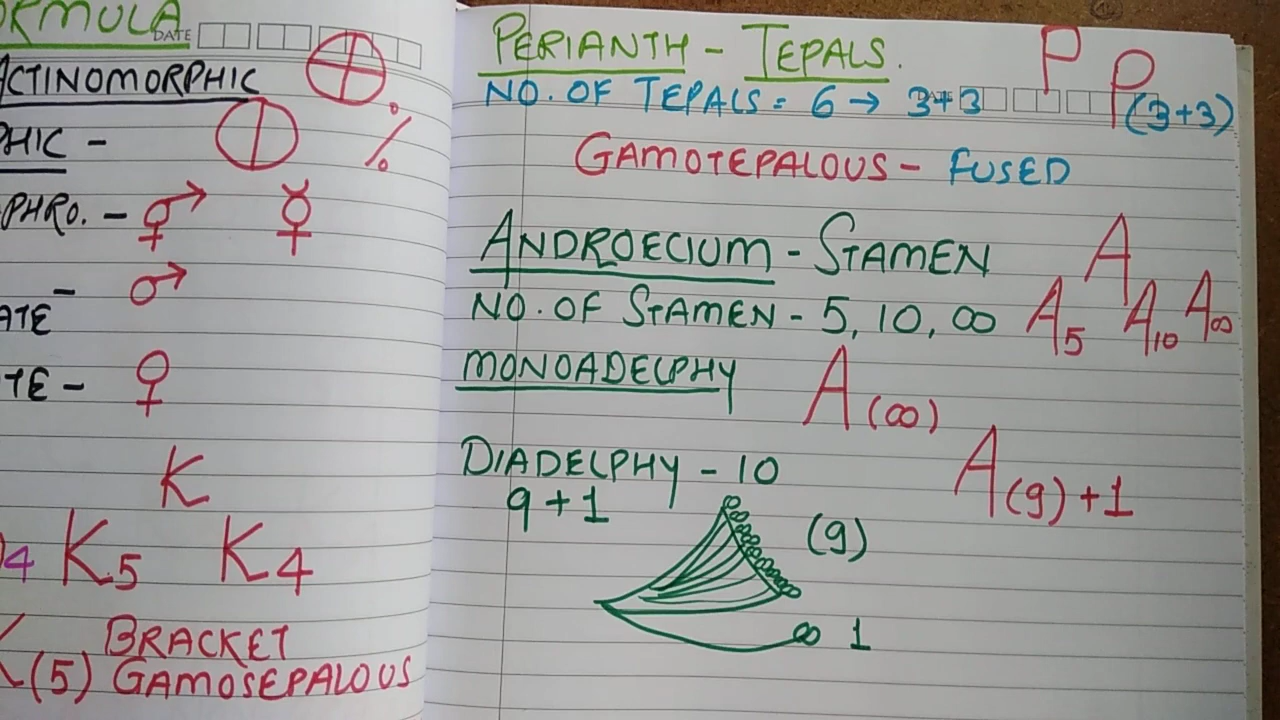 ORMULA
DATE
ACTINOMORPHIC
PHIC - %
PHRO. - ⚥ ☿
- ♂
ATE
TE - ♀
K
4 K5 K4
BRACKET
K(5) GAMOSEPALOUS
PERIANTH - TEPALS. P
NO. OF TEPALS = 6 → 3+3 P(3+3)
GAMOTEPALOUS - FUSED
ANDROECIUM - STAMEN A
NO. OF STAMEN - 5, 10, ∞ A5 A10 A∞
MONOADELPHY A(∞)
DIADELPHY - 10 A(9)+1
9+1
(9)
1